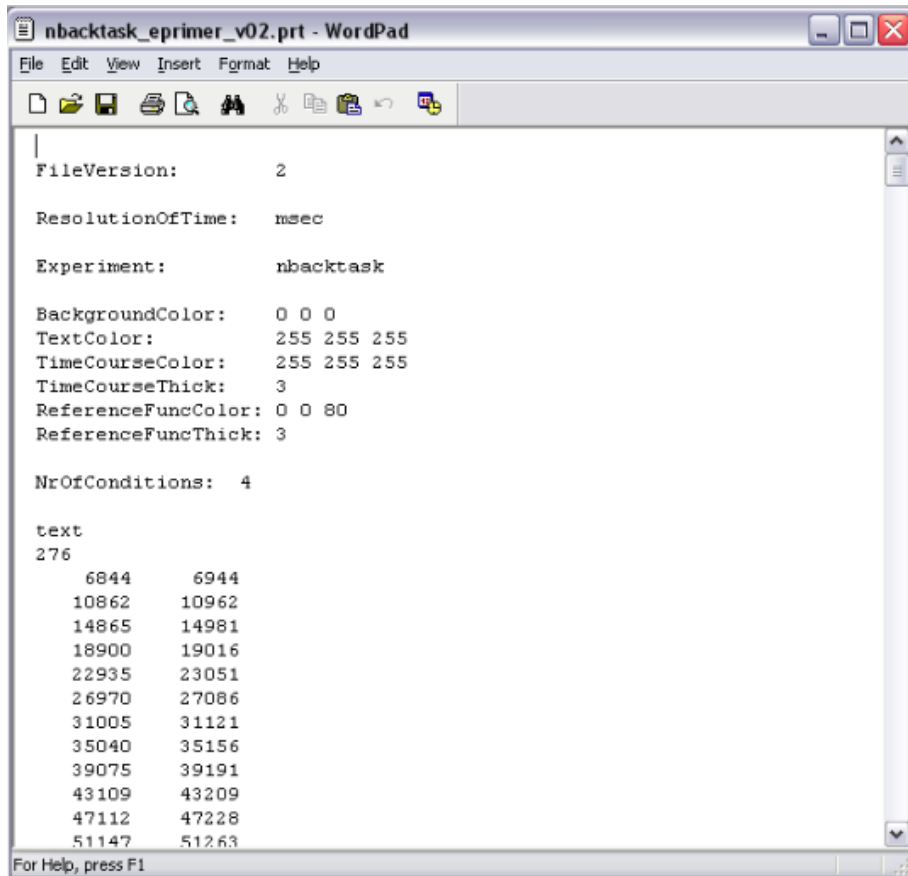 nbacktask_eprimer_v02.prt - WordPad
File Edit View Insert Format Help
FileVersion: 2
ResolutionOfTime: msec
Experiment: nbacktask
BackgroundColor: 0 0 0
TextColor: 255 255 255
TimeCourseColor: 255 255 255
TimeCourseThick: 3
ReferenceFuncColor: 0 0 80
ReferenceFuncThick: 3
NrOfConditions: 4
text
276
6844 6944
10862 10962
14865 14981
18900 19016
22935 23051
26970 27086
31005 31121
35040 35156
39075 39191
43109 43209
47112 47228
51147 51263
For Help, press F1